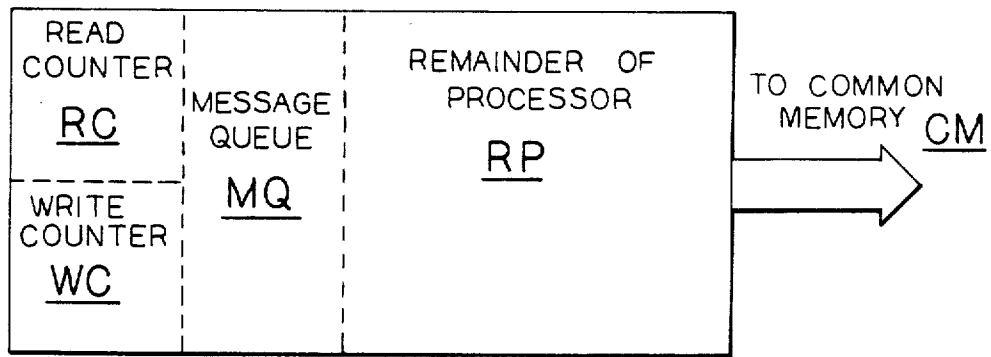 READ
COUNTER
RC
WRITE
COUNTER
WC
MESSAGE
QUEUE
MQ
REMAINDER OF
PROCESSOR
RP
TO COMMON
MEMORY CM